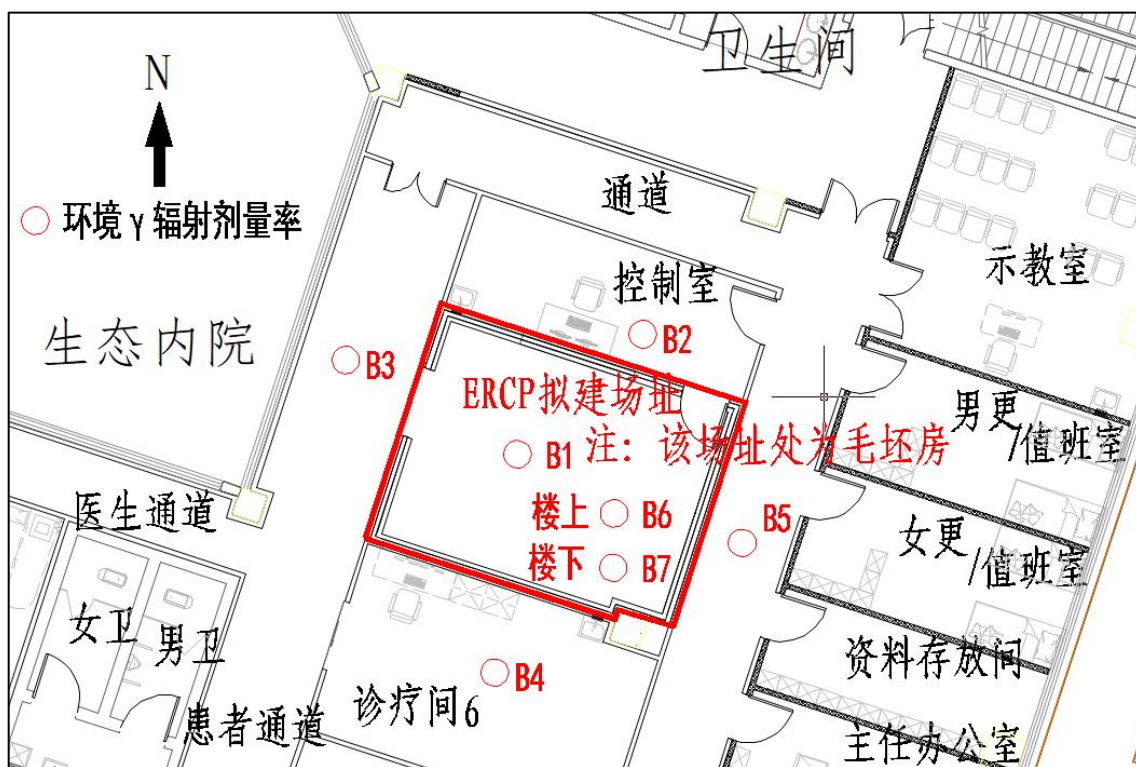 卫生间
N
通道
环境γ辐射剂量率
示教室
控制室
生态内院
B2
B3
ERCP拟建场址
男更
/值班室
B1
注：该场址处为毛坯房
医生通道
楼上
B6
B5
女更
/值班室
楼下
B7
女卫
男卫
资料存放间
B4
诊疗间6
患者通道
主任办公室